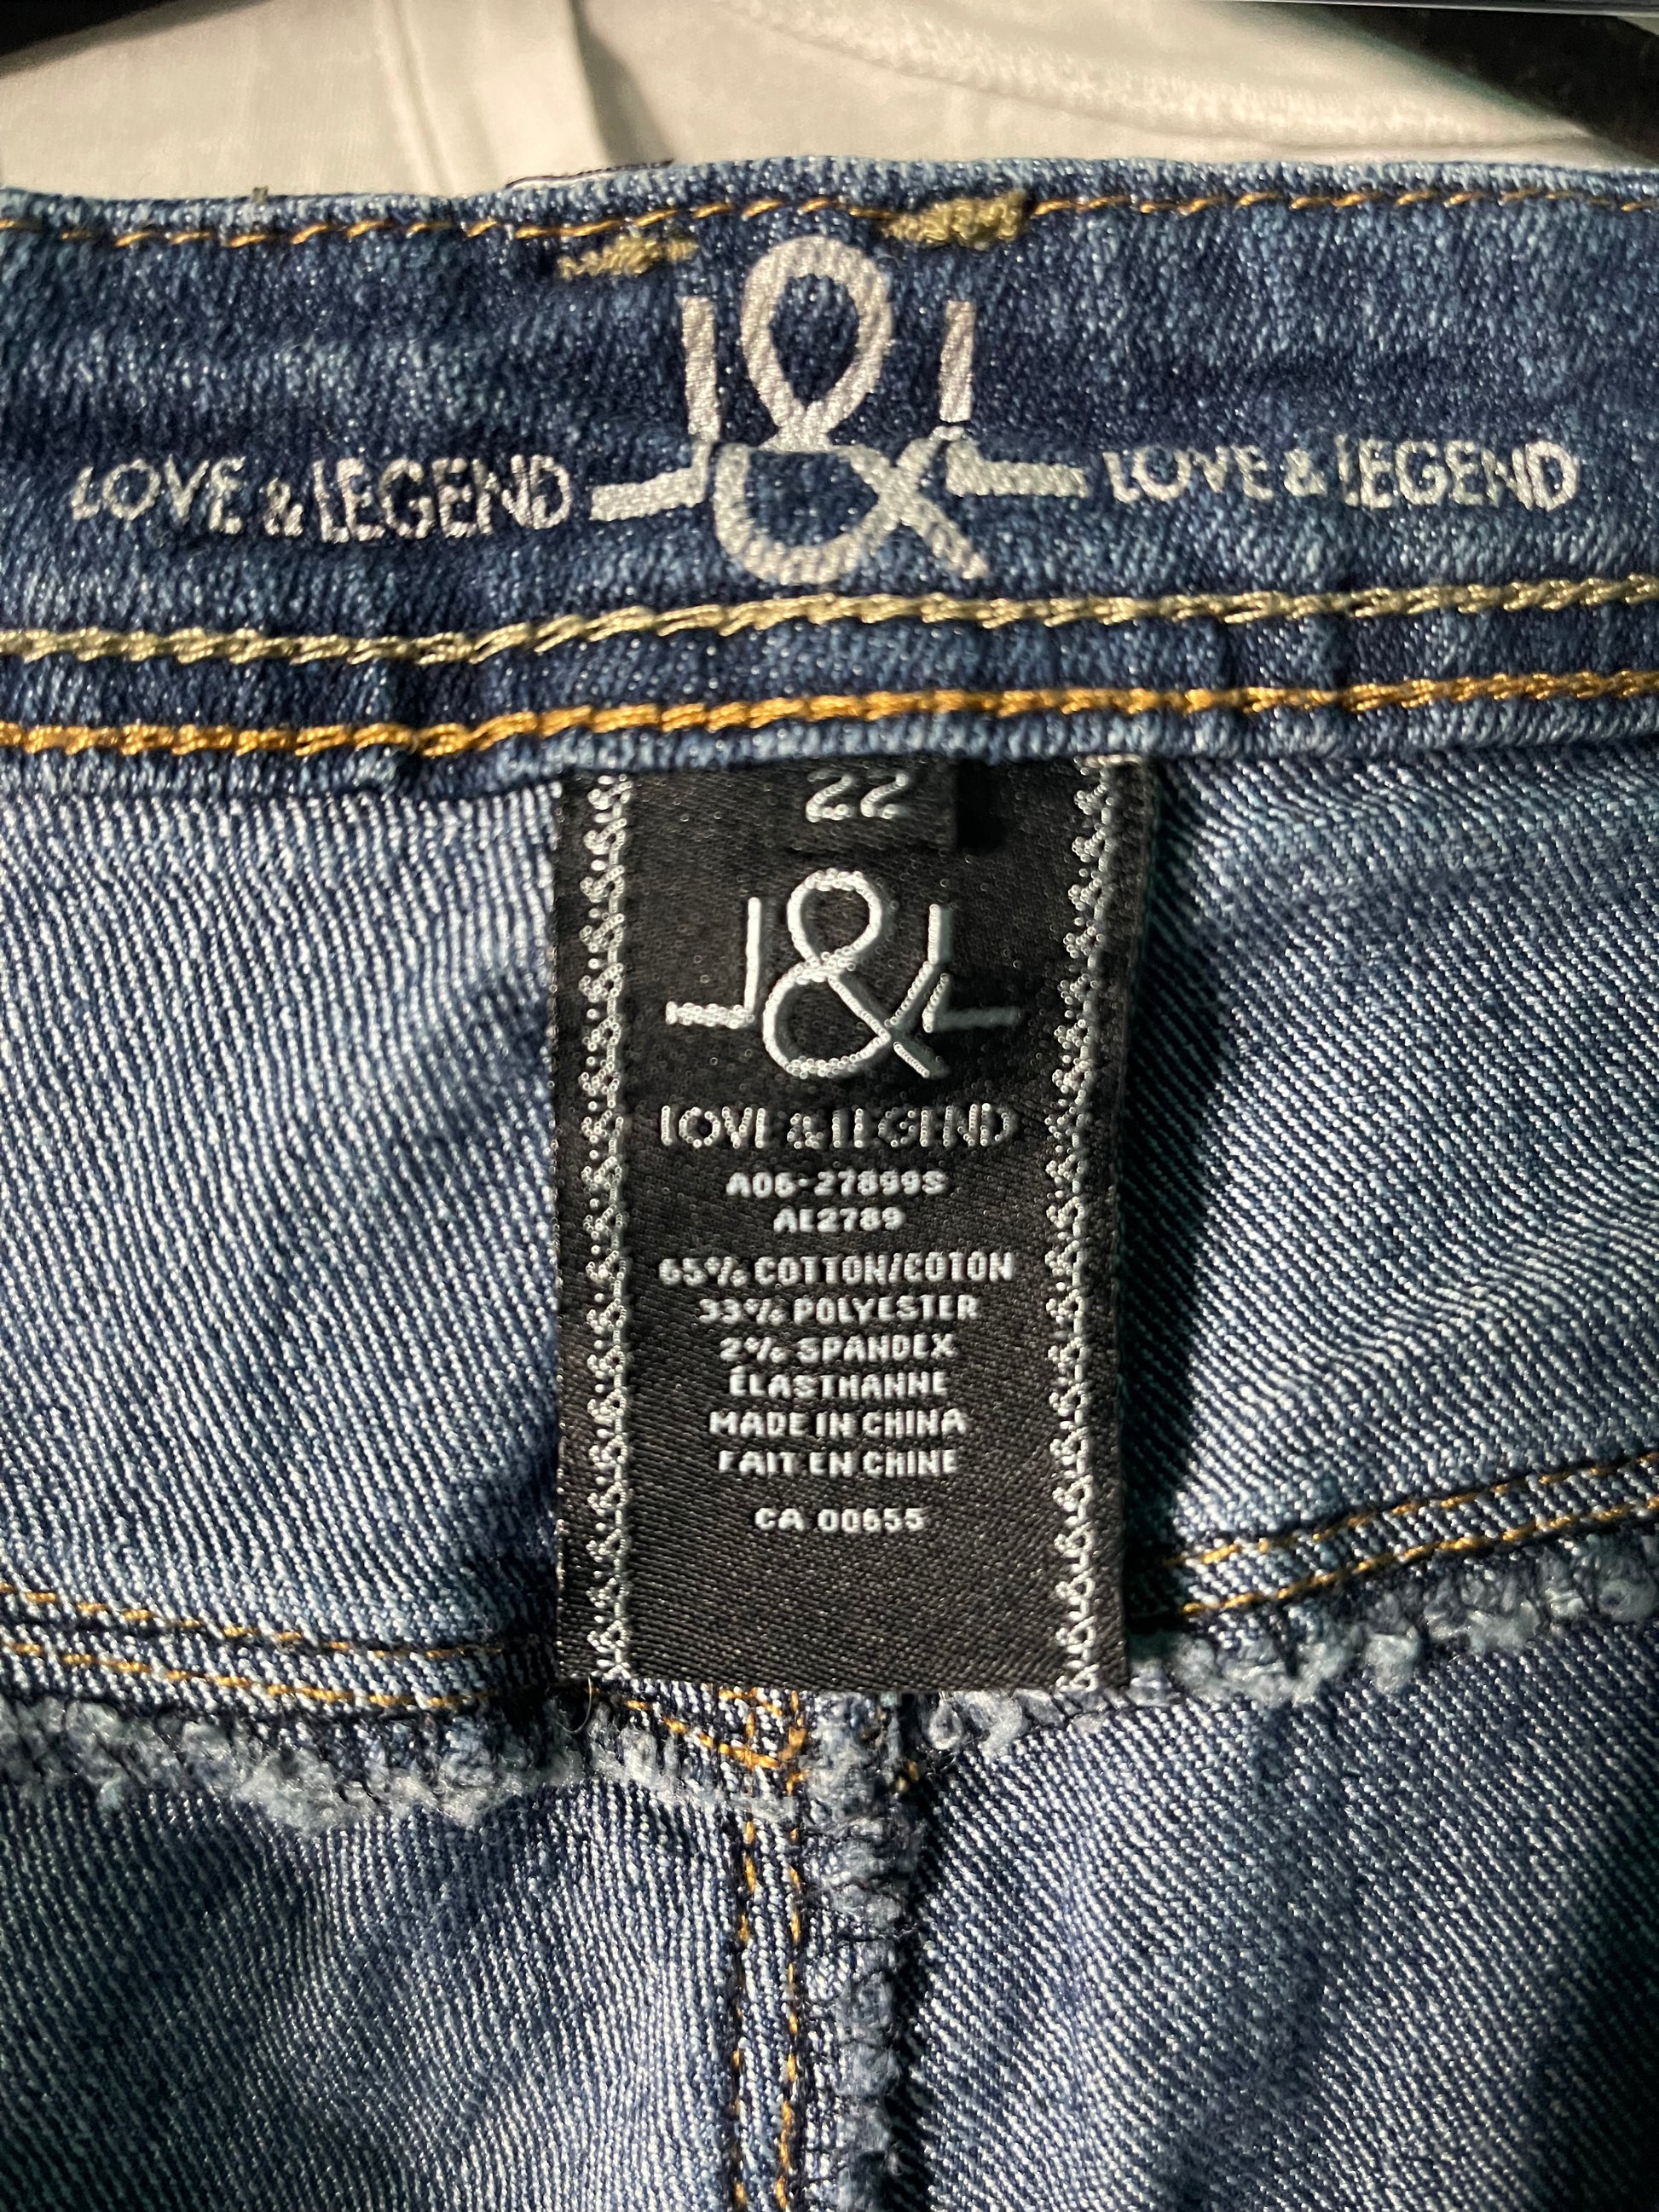 LOVE & LEGEND L&L LOVE & LEGEND
22
L&L
LOVE & LEGEND
A06-27899S
AL2789
65% COTTON/COTON
33% POLYESTER
2% SPANDEX
ÉLASTHANNE
MADE IN CHINA
FAIT EN CHINE
CA 00655